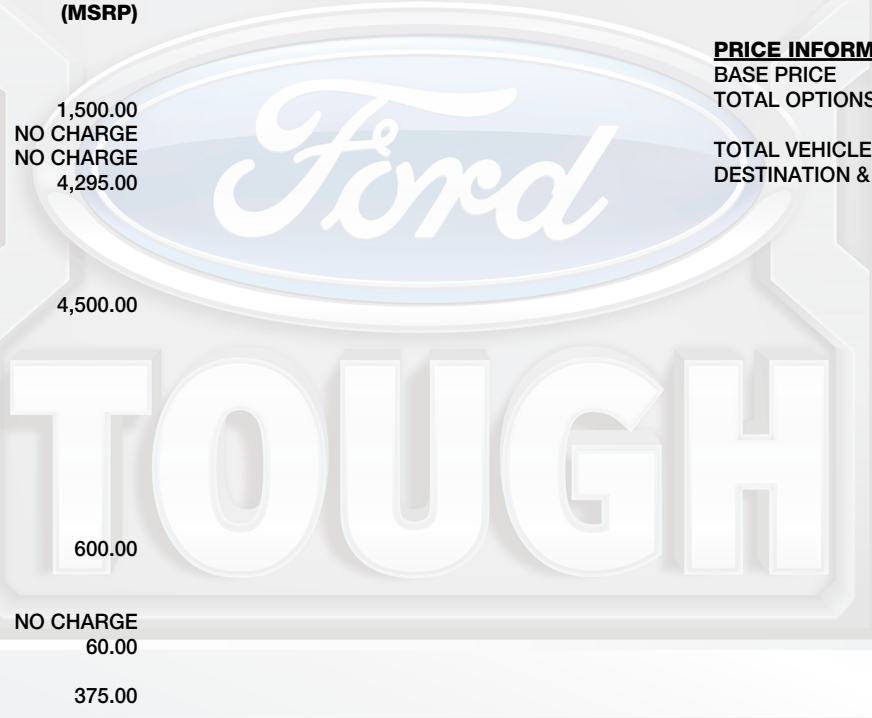 (MSRP)
1,500.00
NO CHARGE
NO CHARGE
4,295.00
4,500.00
600.00
NO CHARGE
60.00
375.00
PRICE INFORM
BASE PRICE
TOTAL OPTIONS
TOTAL VEHICLE
DESTINATION &
Ford
TOUGH